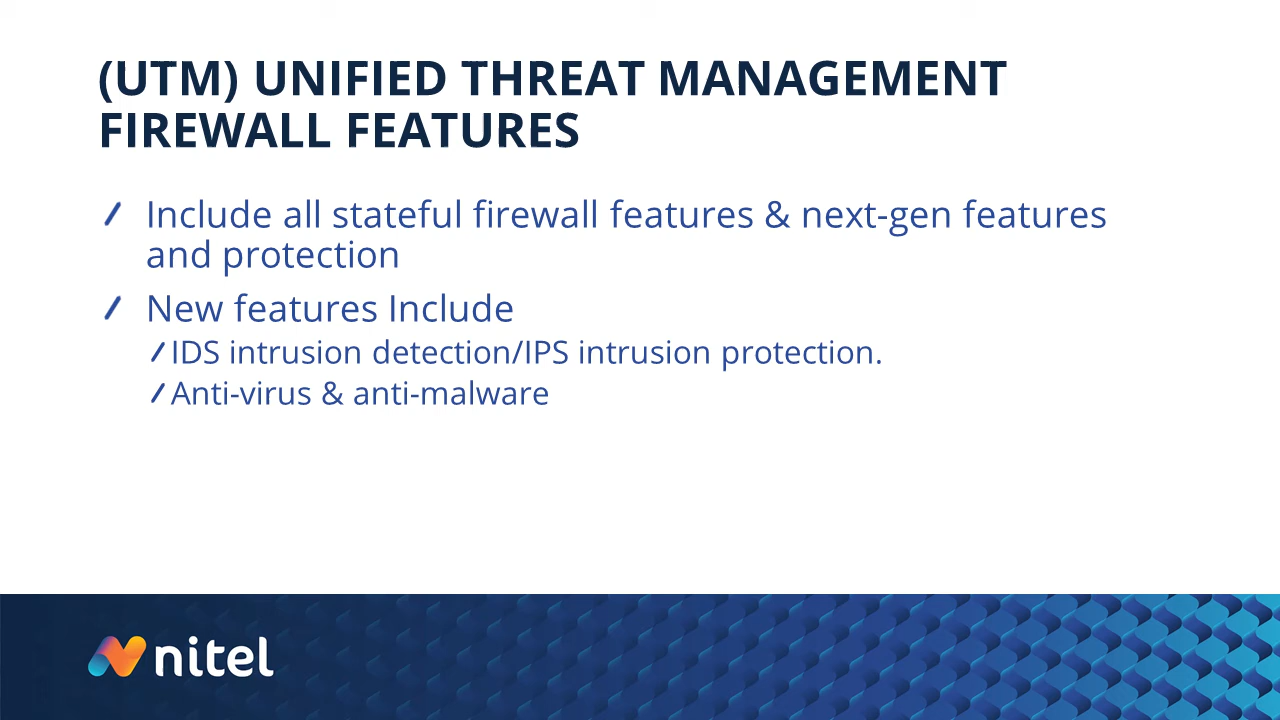 (UTM) UNIFIED THREAT MANAGEMENT
FIREWALL FEATURES
Include all stateful firewall features & next-gen features
and protection
New features Include
IDS intrusion detection/IPS intrusion protection.
Anti-virus & anti-malware
nitel